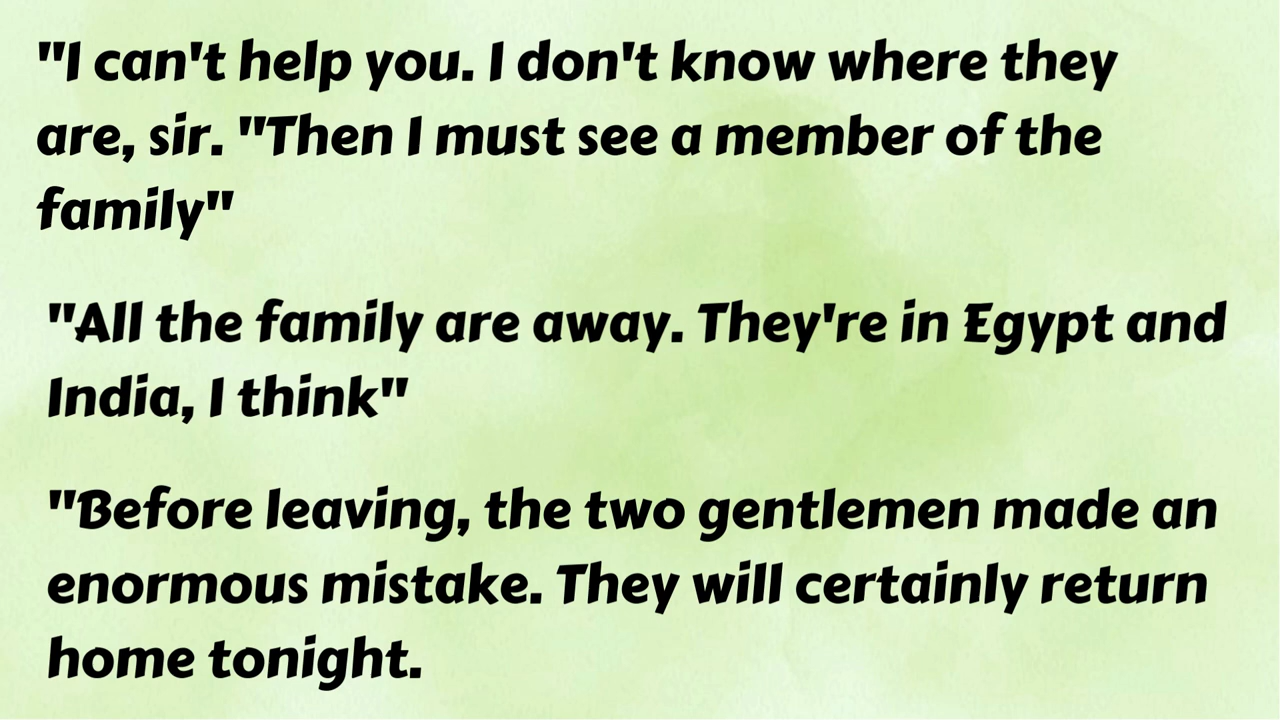 "I can't help you. I don't know where they
are, sir. "Then I must see a member of the
family"
"All the family are away. They're in Egypt and
India, I think"
"Before leaving, the two gentlemen made an
enormous mistake. They will certainly return
home tonight.